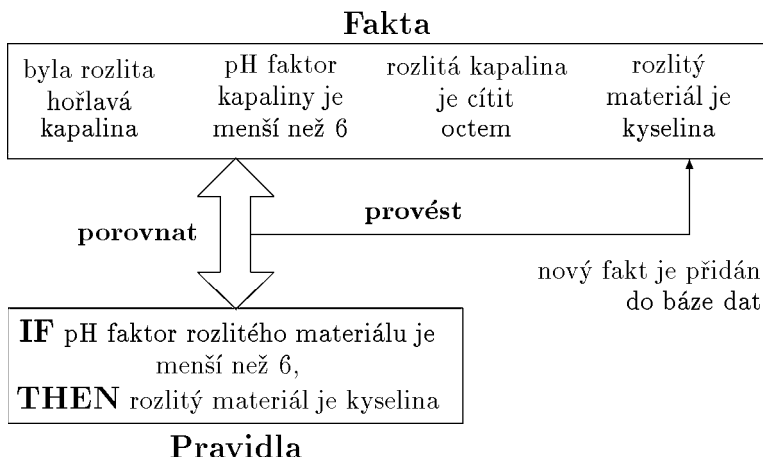 Fakta
byla rozlita
hořlavá
kapalina
pH faktor
kapaliny je
menší než 6
rozlitá kapalina
je cítit
octem
rozlitý
materiál je
kyselina
porovnat
provést
nový fakt je přidán
do báze dat
IF pH faktor rozlitého materiálu je
menší než 6,
THEN rozlitý materiál je kyselina
Pravidla